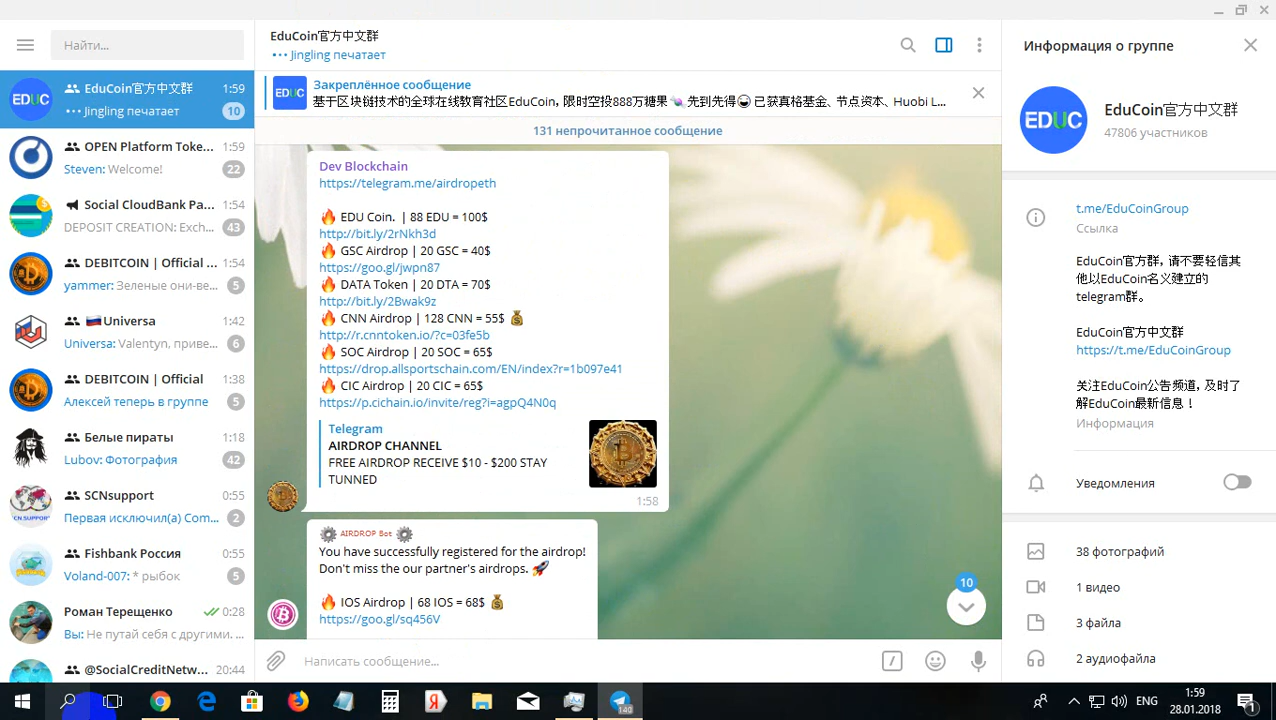 Найти...
EduCoin官方中文群 1:59
EDUC
••• Jingling печатает 10
OPEN Platform Toke... 1:59
Steven: Welcome! 22
Social CloudBank Pa... 1:54
DEPOSIT CREATION: Exch... 43
DEBITCOIN | Official ... 1:54
yammer: Зеленые они-ве... 5
Universa 1:42
Universa: Valentyn, приве... 6
DEBITCOIN | Official 1:38
Алексей теперь в группе 5
Белые пираты 1:18
Lubov: Фотография 42
SCNsupport 0:55
Первая исключил(а) Com... 2
Fishbank Россия 0:55
Voland-007: * рыбок 5
Роман Терещенко 0:28
Вы: Не путай себя с другими. ...
@SocialCreditNetw... 20:44
EduCoin官方中文群
••• Jingling печатает
EDUC
Закреплённое сообщение
基于区块链技术的全球在线教育社区EduCoin, 限时空投888万糖果🍬先到先得😀已获真格基金、节点资本、Huobi L...
131 непрочитанное сообщение
Dev Blockchain
https://telegram.me/airdropeth
🔥 EDU Coin. | 88 EDU = 100$
http://bit.ly/2rNkh3d
🔥 GSC Airdrop | 20 GSC = 40$
https://goo.gl/jwpn87
🔥 DATA Token | 20 DTA = 70$
http://bit.ly/2Bwak9z
🔥 CNN Airdrop | 128 CNN = 55$ 💰
http://r.cnntoken.io/?c=03fe5b
🔥 SOC Airdrop | 20 SOC = 65$
https://drop.allsportschain.com/EN/index?r=1b097e41
🔥 CIC Airdrop | 20 CIC = 65$
https://p.cichain.io/invite/reg?i=agpQ4N0q
Telegram
AIRDROP CHANNEL
FREE AIRDROP RECEIVE $10 - $200 STAY
TUNNED
1:58
⚙ AIRDROP Bot ⚙
You have successfully registered for the airdrop!
Don't miss the our partner's airdrops. 🚀
🔥 IOS Airdrop | 68 IOS = 68$ 💰
https://goo.gl/sq456V
10
Написать сообщение...
Информация о группе
EDUC
EduCoin官方中文群
47806 участников
t.me/EduCoinGroup
Ссылка
EduCoin官方群, 请不要轻信其
他以EduCoin名义建立的
telegram群。
EduCoin官方中文群
https://t.me/EduCoinGroup
关注EduCoin公告频道, 及时了
解EduCoin最新信息！
Информация
Уведомления
38 фотографий
1 видео
3 файла
2 аудиофайла
140
ENG
1:59
28.01.2018
1